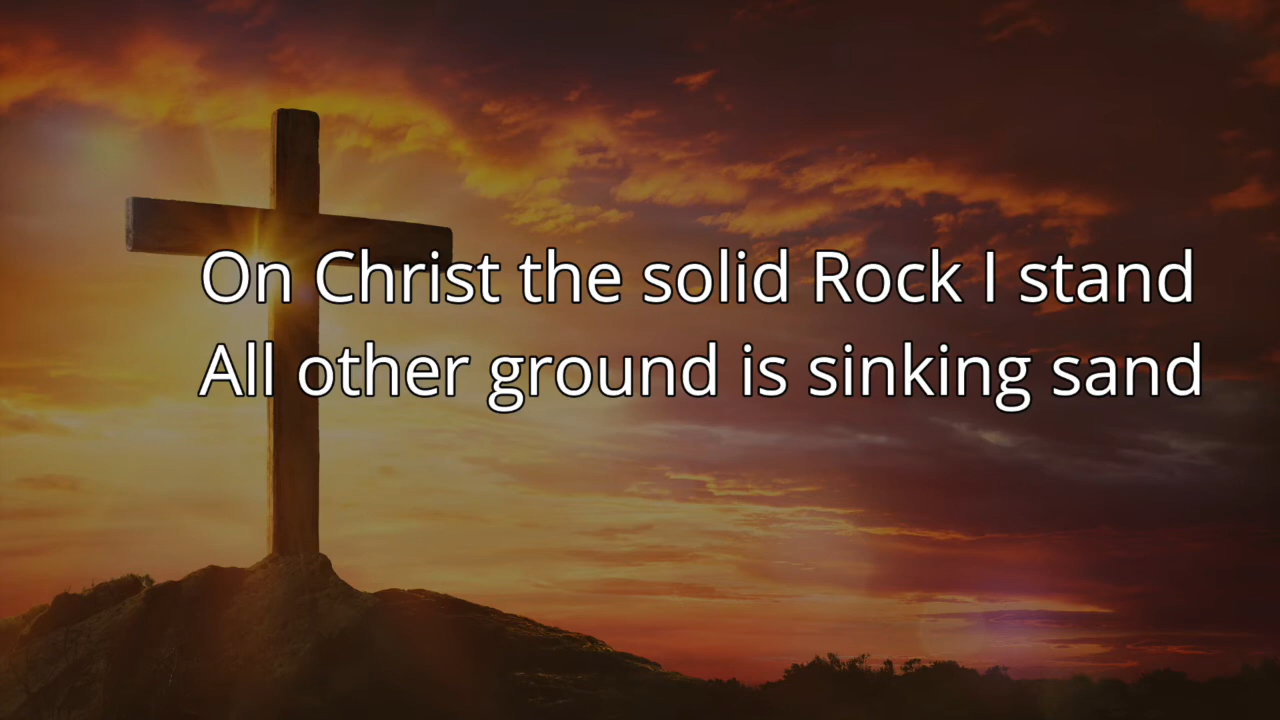 On Christ the solid Rock I stand
All other ground is sinking sand